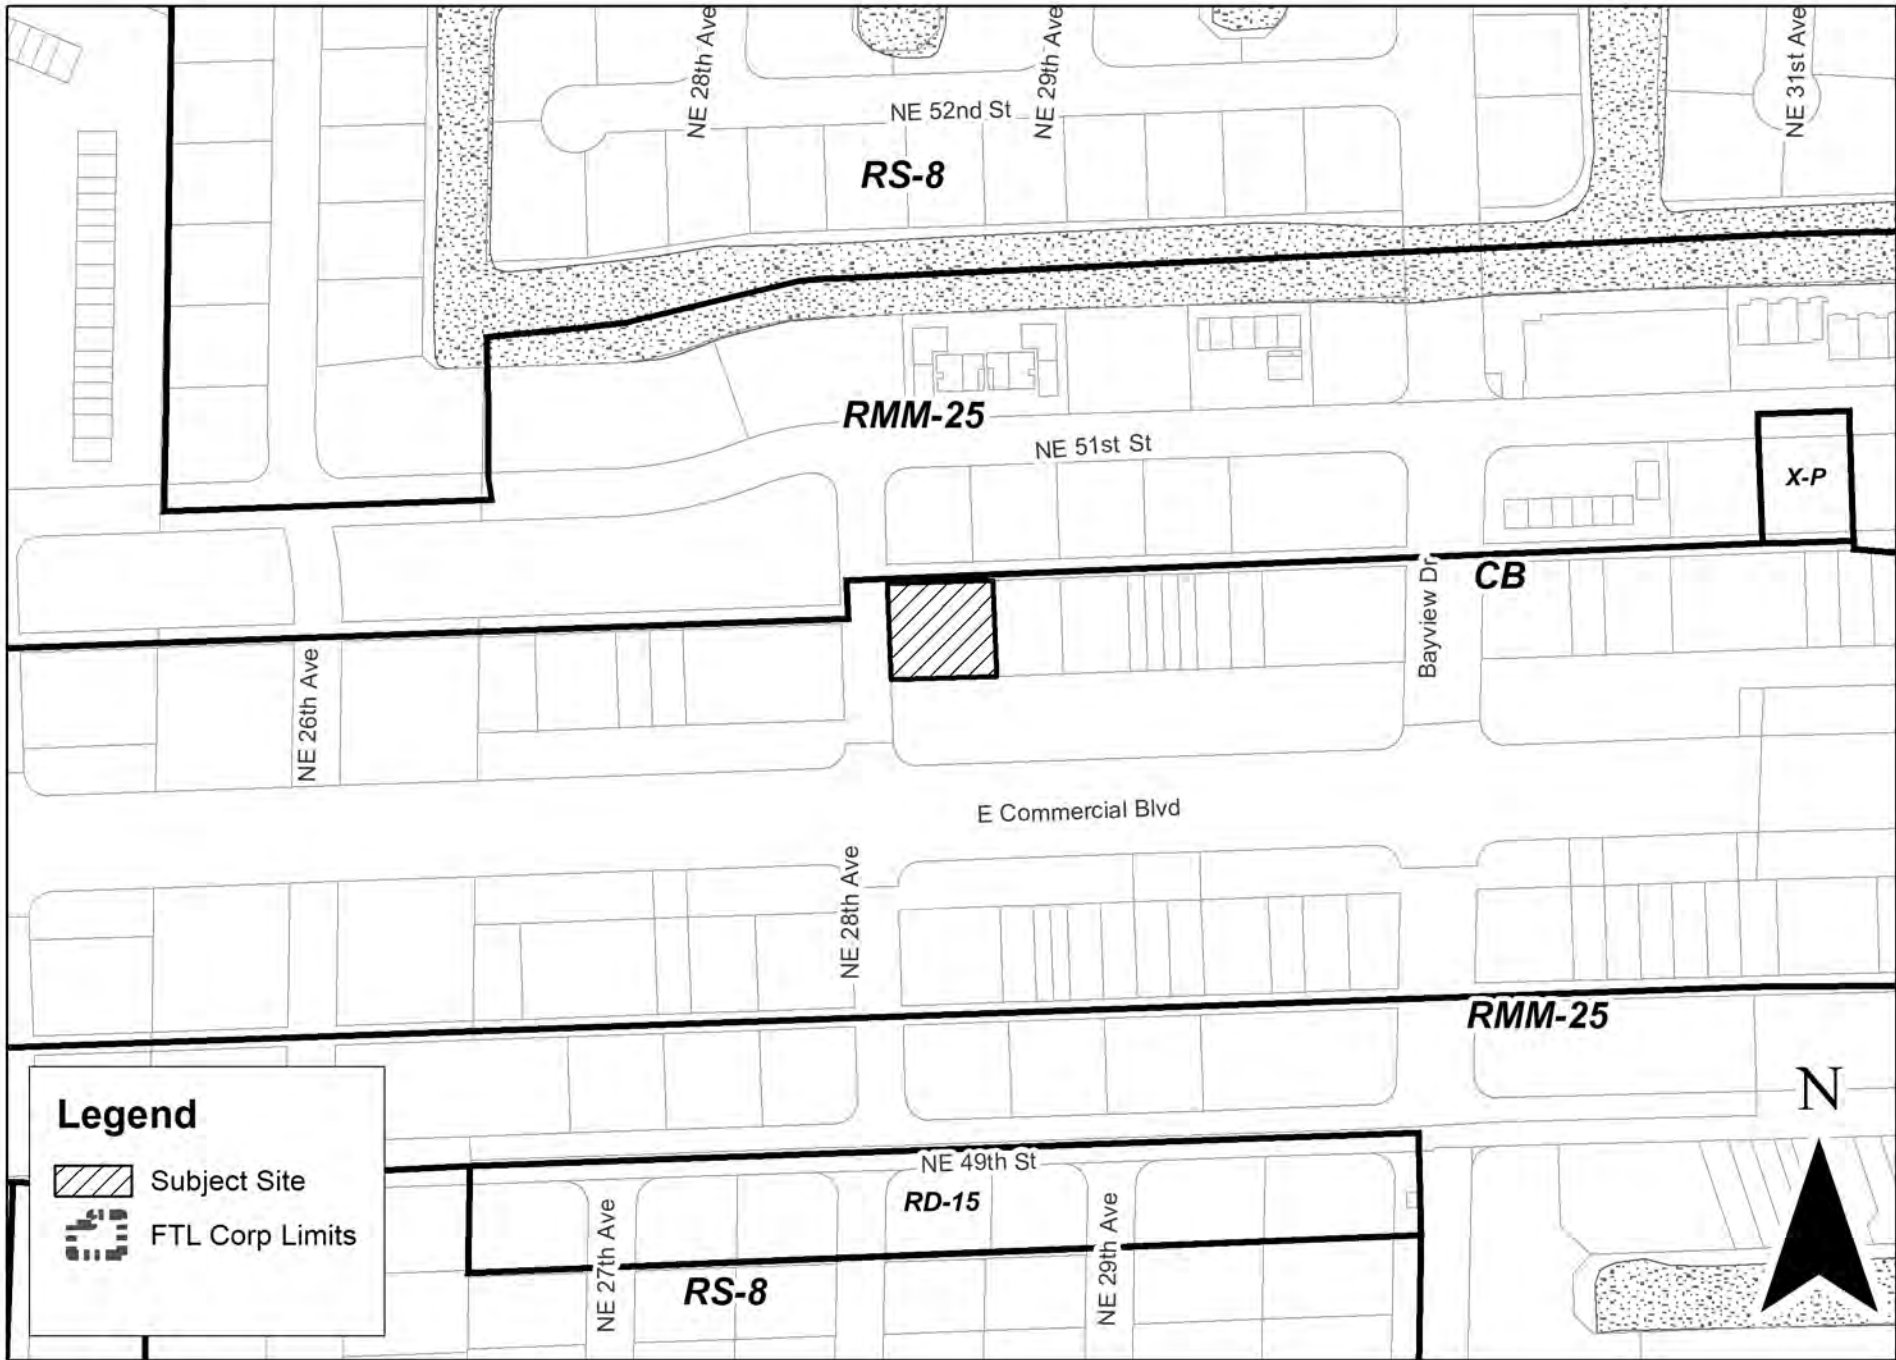 NE 28th Ave
NE 29th Ave
NE 31st Ave
NE 52nd St
RS-8
RMM-25
NE 51st St
X-P
CB
Bayview Dr
NE 26th Ave
E Commercial Blvd
NE 28th Ave
RMM-25
N
Legend
Subject Site
FTL Corp Limits
NE 49th St
RD-15
NE 27th Ave
NE 29th Ave
RS-8